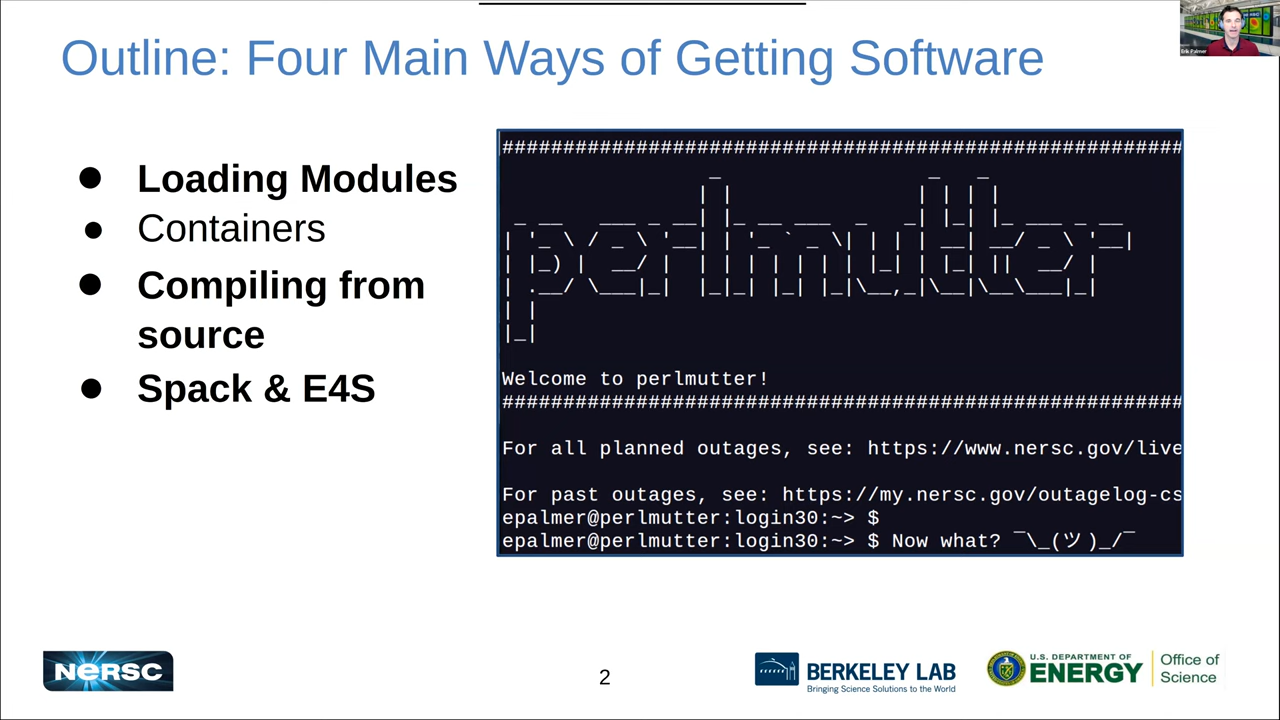 Outline: Four Main Ways of Getting Software
NERSC
Erik Palmer
● Loading Modules
● Containers
● Compiling from
source
● Spack & E4S
########################################################
perlmutter
Welcome to perlmutter!
########################################################
For all planned outages, see: https://www.nersc.gov/live
For past outages, see: https://my.nersc.gov/outagelog-cs
epalmer@perlmutter:login30:~> $
epalmer@perlmutter:login30:~> $ Now what? ¯\_(ツ)_/¯
NERSC
2
BERKELEY LAB
Bringing Science Solutions to the World
U.S. DEPARTMENT OF
ENERGY
Office of
Science